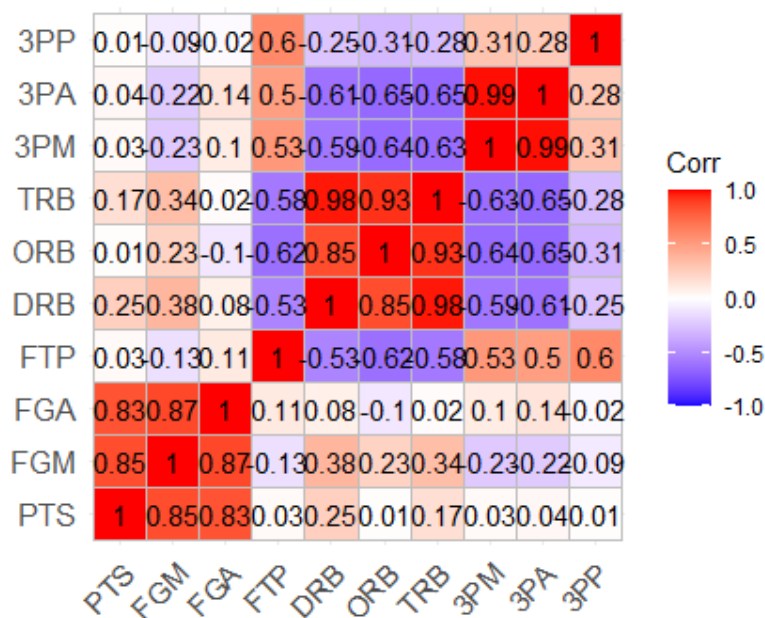 3PP 0.01 -0.09 -0.02 0.6 -0.25 -0.31 -0.28 0.31 0.28 1
3PA 0.04 -0.22 0.14 0.5 -0.61 -0.65 -0.65 0.99 1 0.28
3PM 0.03 -0.23 0.1 0.53 -0.59 -0.64 -0.63 1 0.99 0.31
TRB 0.17 0.34 0.02 -0.58 0.98 0.93 1 -0.63 -0.65 -0.28
ORB 0.01 0.23 -0.1 -0.62 0.85 1 0.93 -0.64 -0.65 -0.31
DRB 0.25 0.38 0.08 -0.53 1 0.85 0.98 -0.59 -0.61 -0.25
FTP 0.03 -0.13 0.11 1 -0.53 -0.62 -0.58 0.53 0.5 0.6
FGA 0.83 0.87 1 0.11 0.08 -0.1 0.02 0.1 0.14 -0.02
FGM 0.85 1 0.87 -0.13 0.38 0.23 0.34 -0.23 -0.22 -0.09
PTS 1 0.85 0.83 0.03 0.25 0.01 0.17 0.03 0.04 0.01
PTS FGM FGA FTP DRB ORB TRB 3PM 3PA 3PP
Corr
1.0
0.5
0.0
-0.5
-1.0